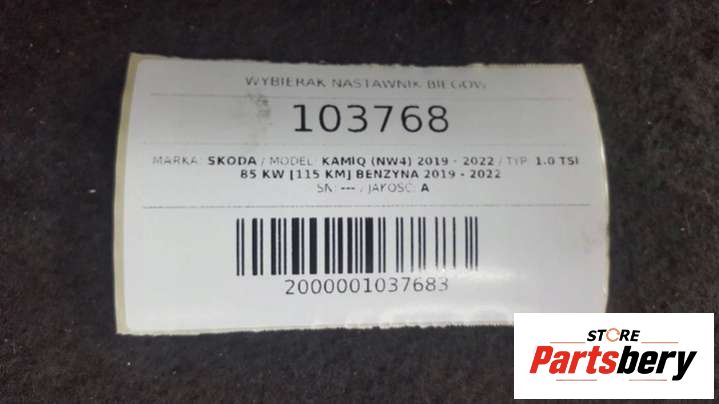 WYBIERAK NASTAWNIK BIEGÓW
103768
MARKA: SKODA / MODEL: KAMIQ (NW4) 2019 - 2022 / TYP: 1.0 TSI
85 KW [115 KM] BENZYNA 2019 - 2022
SN: --- / JAKOŚĆ: A
2000001037683
STORE
Partsbery